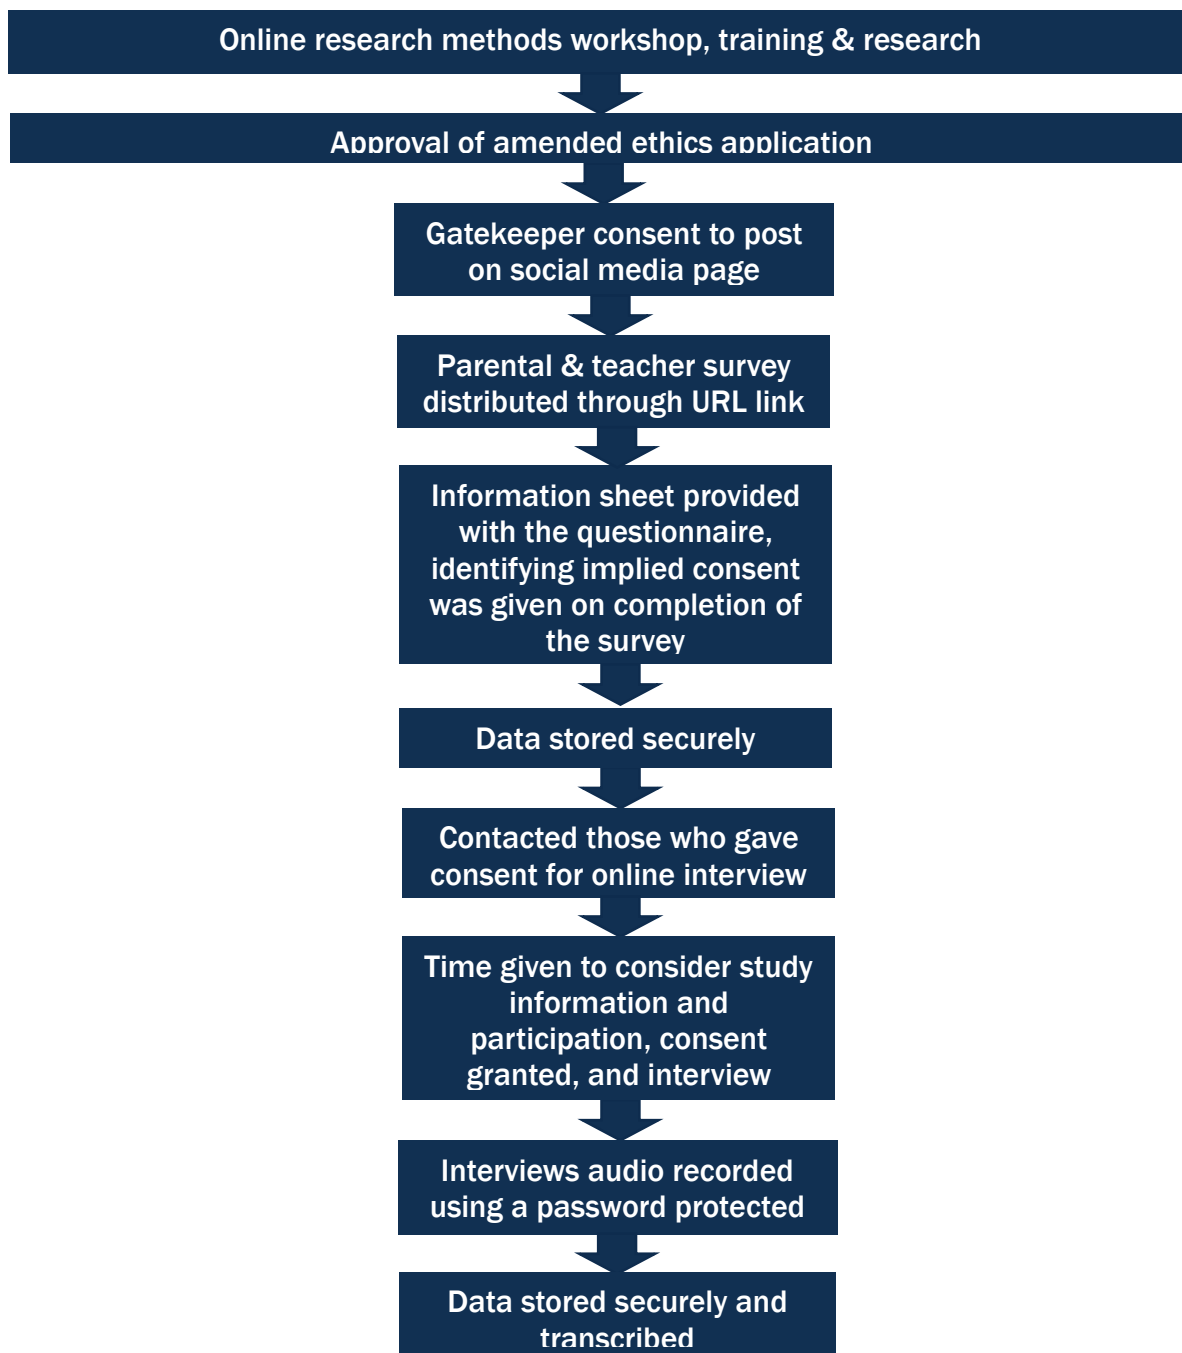 Online research methods workshop, training & research
Approval of amended ethics application
Gatekeeper consent to post
on social media page
Parental & teacher survey
distributed through URL link
Information sheet provided
with the questionnaire,
identifying implied consent
was given on completion of
the survey
Data stored securely
Contacted those who gave
consent for online interview
Time given to consider study
information and
participation, consent
granted, and interview
Interviews audio recorded
using a password protected
Data stored securely and
transcribed